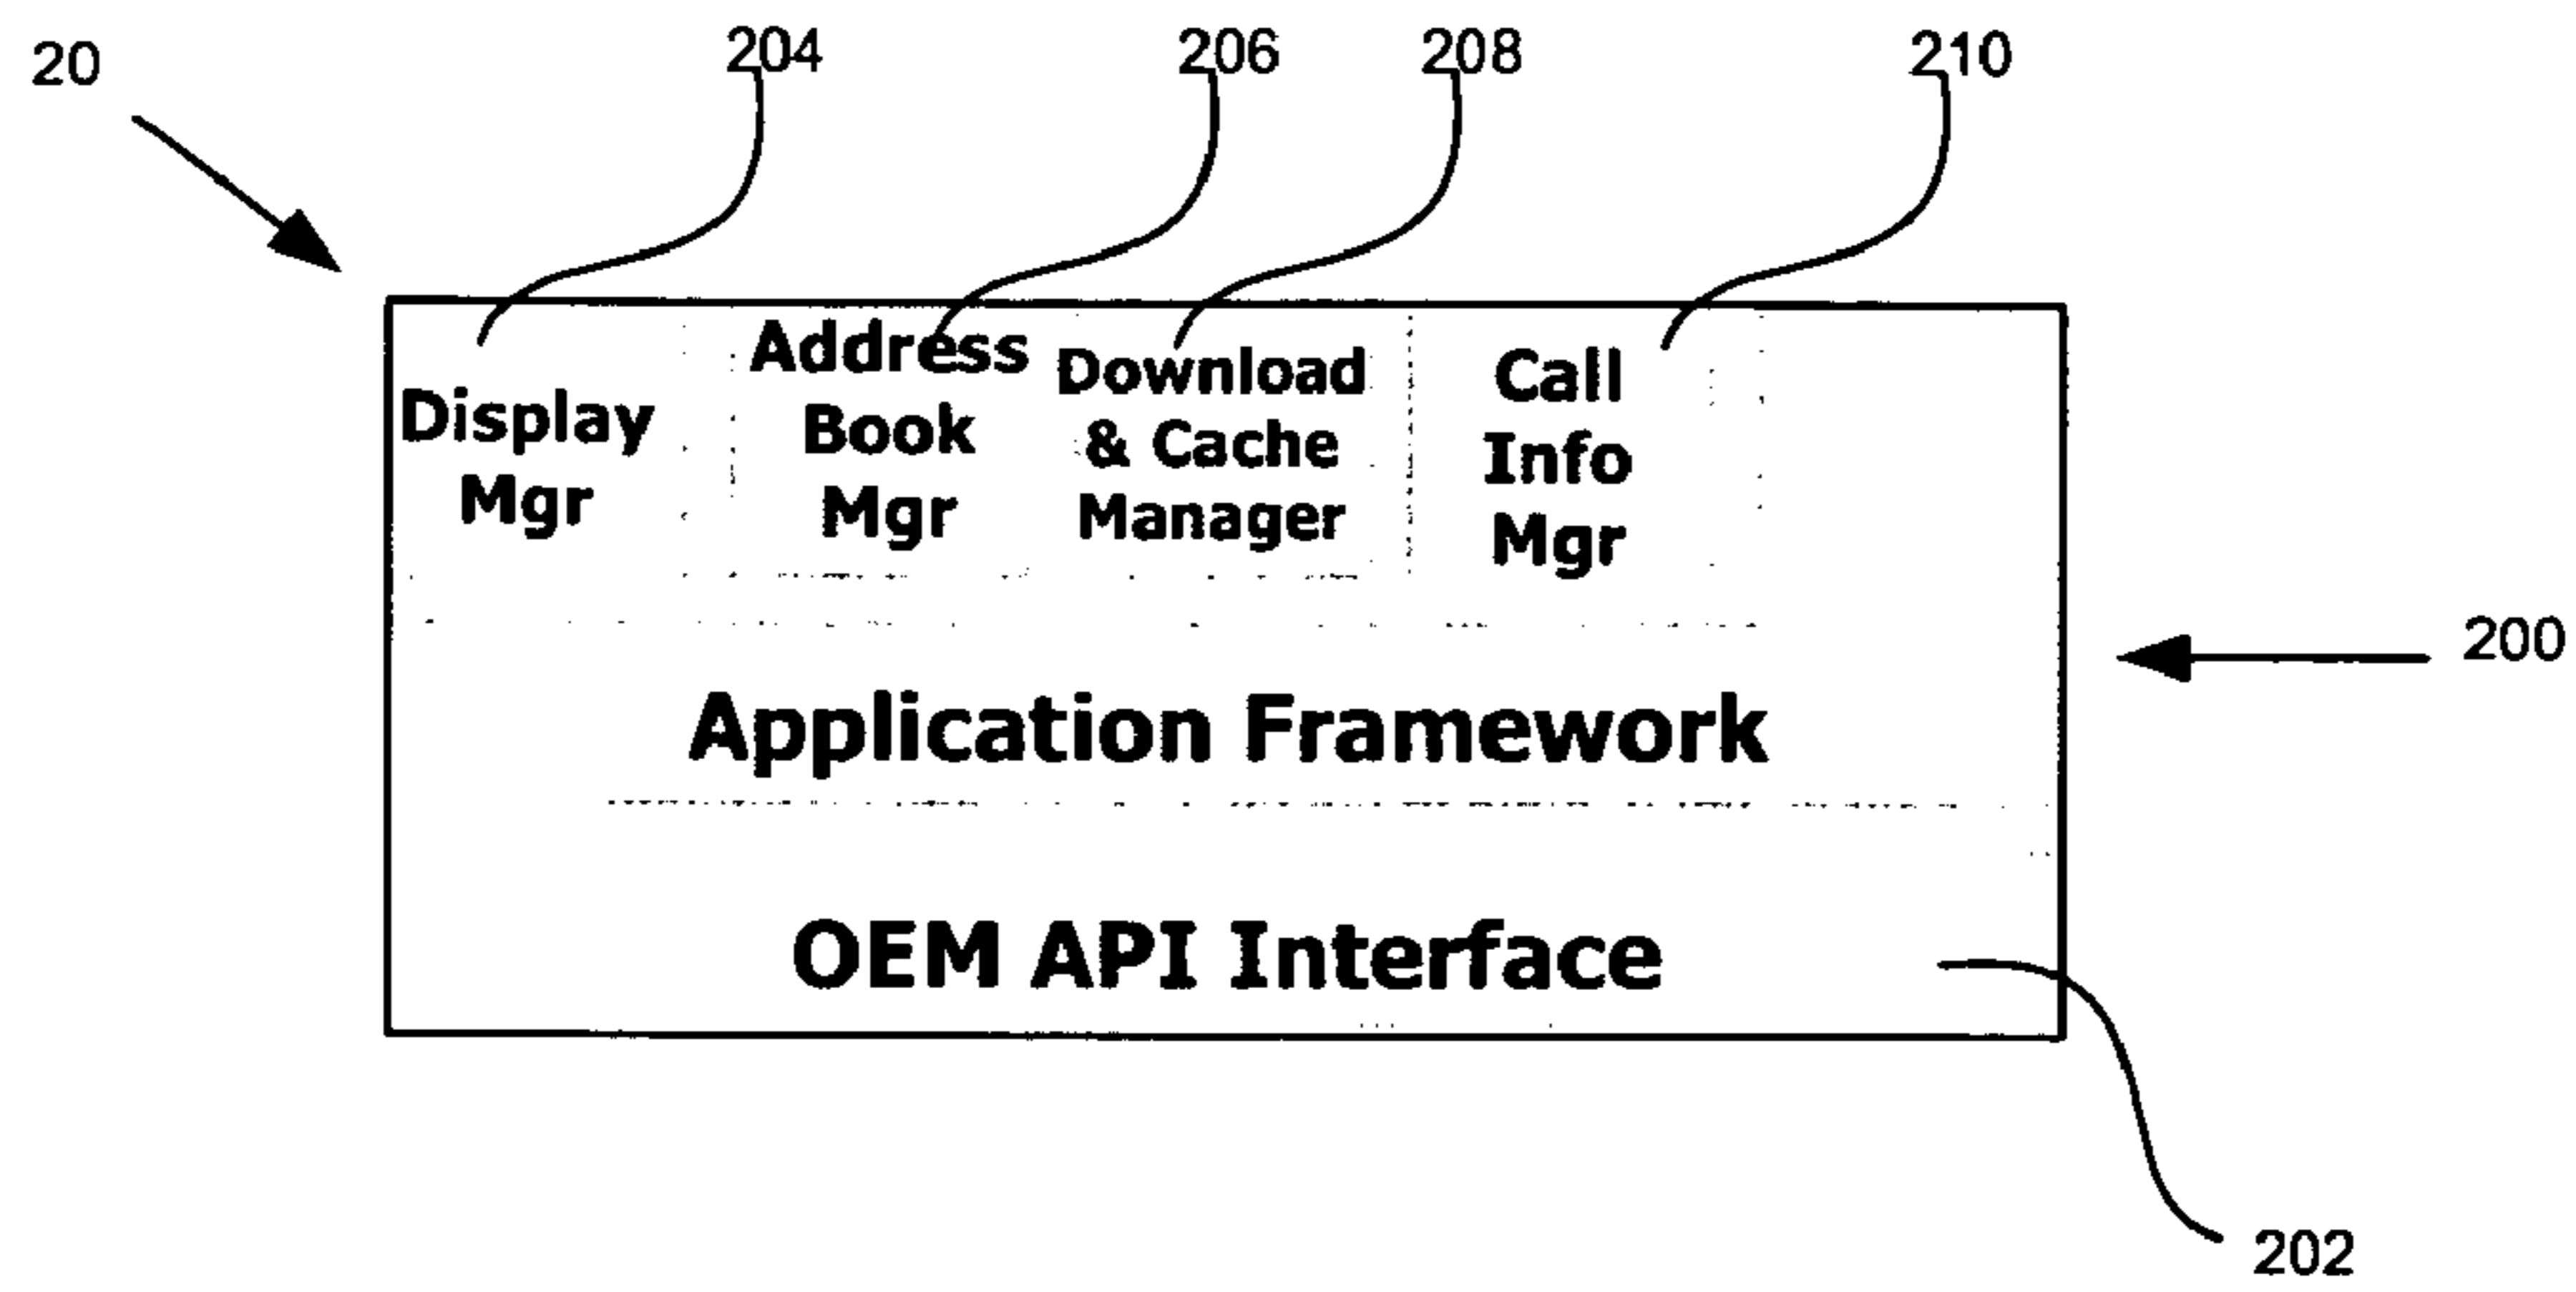 20
204
206
208
210
Display
Mgr
Address
Book
Mgr
Download
& Cache
Manager
Call
Info
Mgr
200
Application Framework
OEM API Interface
202